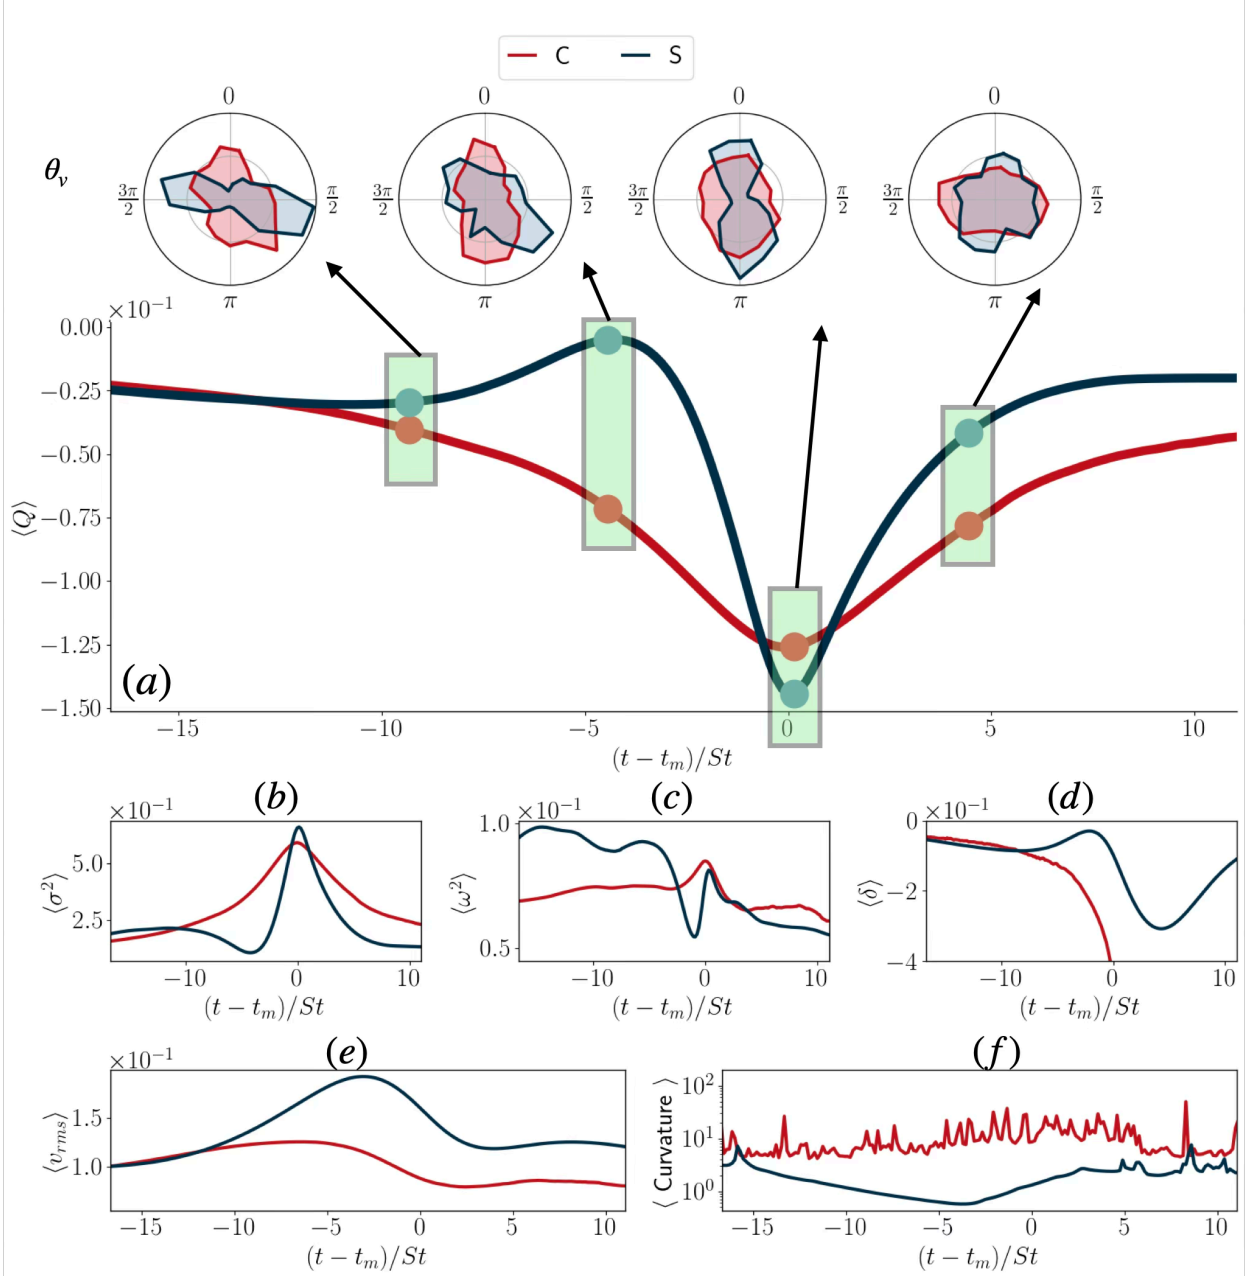 C S
0 0 0 0
θ_v 3π/2 π/2 3π/2 π/2 3π/2 π/2 3π/2 π/2
π π π π
×10⁻¹
0.00
−0.25
−0.50
−0.75
−1.00
−1.25
−1.50
⟨Q⟩
(a)
−15 −10 −5 0 5 10
(t − t_m)/St
(b)
×10⁻¹
5.0
2.5
⟨σ²⟩
−10 0 10
(t − t_m)/St
(c)
×10⁻¹
1.0
0.5
⟨ω²⟩
−10 0 10
(t − t_m)/St
(d)
×10⁻¹
0
−2
−4
⟨δ⟩
−10 0 10
(t − t_m)/St
(e)
×10⁻¹
1.5
1.0
⟨v_rms⟩
−15 −10 −5 0 5 10
(t − t_m)/St
(f)
10²
10¹
10⁰
⟨ Curvature ⟩
−15 −10 −5 0 5 10
(t − t_m)/St